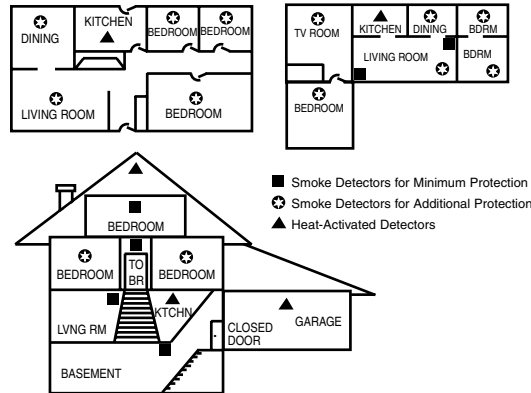 DINING
KITCHEN
BEDROOM
BEDROOM
LIVING ROOM
BEDROOM
TV ROOM
KITCHEN
DINING
BDRM
LIVING ROOM
BDRM
BEDROOM
Smoke Detectors for Minimum Protection
Smoke Detectors for Additional Protection
Heat-Activated Detectors
BEDROOM
BEDROOM
TO
BR
BEDROOM
LVNG RM
KTCHN
CLOSED
DOOR
GARAGE
BASEMENT